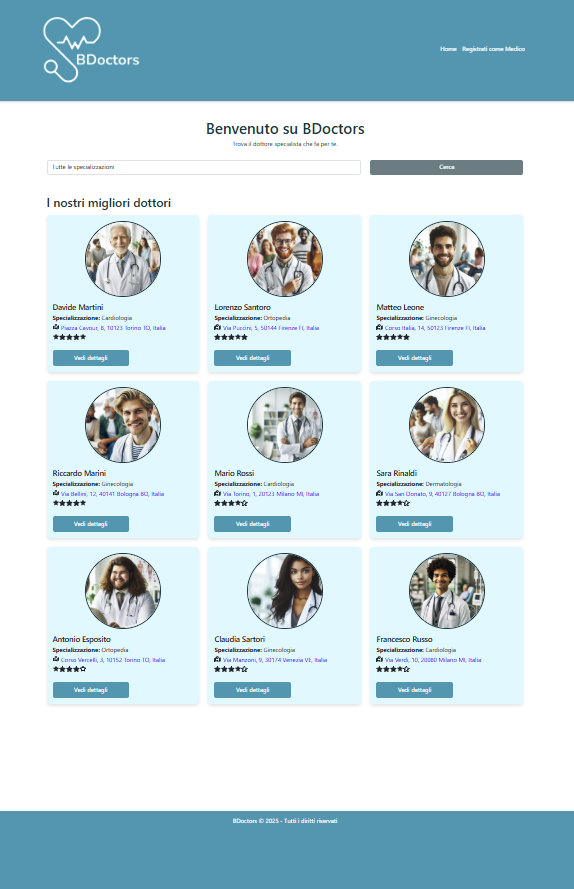 BDoctors
Home Registrati come Medico
Benvenuto su BDoctors
Trova il dottore specialista che fa per te.
Tutte le specializzazioni
Cerca
I nostri migliori dottori
Davide Martini
Specializzazione: Cardiologia
Piazza Cavour, 8, 10123 Torino TO, Italia
Vedi dettagli
Lorenzo Santoro
Specializzazione: Ortopedia
Via Puccini, 5, 50144 Firenze FI, Italia
Vedi dettagli
Matteo Leone
Specializzazione: Ginecologia
Corso Italia, 14, 50123 Firenze FI, Italia
Vedi dettagli
Riccardo Marini
Specializzazione: Ginecologia
Via Bellini, 12, 40141 Bologna BO, Italia
Vedi dettagli
Mario Rossi
Specializzazione: Cardiologia
Via Torino, 1, 20123 Milano MI, Italia
Vedi dettagli
Sara Rinaldi
Specializzazione: Dermatologia
Via San Donato, 9, 40127 Bologna BO, Italia
Vedi dettagli
Antonio Esposito
Specializzazione: Ortopedia
Corso Vercelli, 3, 10152 Torino TO, Italia
Vedi dettagli
Claudia Sartori
Specializzazione: Ginecologia
Via Manzoni, 9, 30174 Venezia VE, Italia
Vedi dettagli
Francesco Russo
Specializzazione: Cardiologia
Via Verdi, 10, 20080 Milano MI, Italia
Vedi dettagli
BDoctors © 2025 - Tutti i diritti riservati